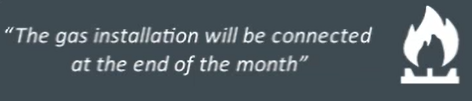 “The gas installation will be connected
at the end of the month”